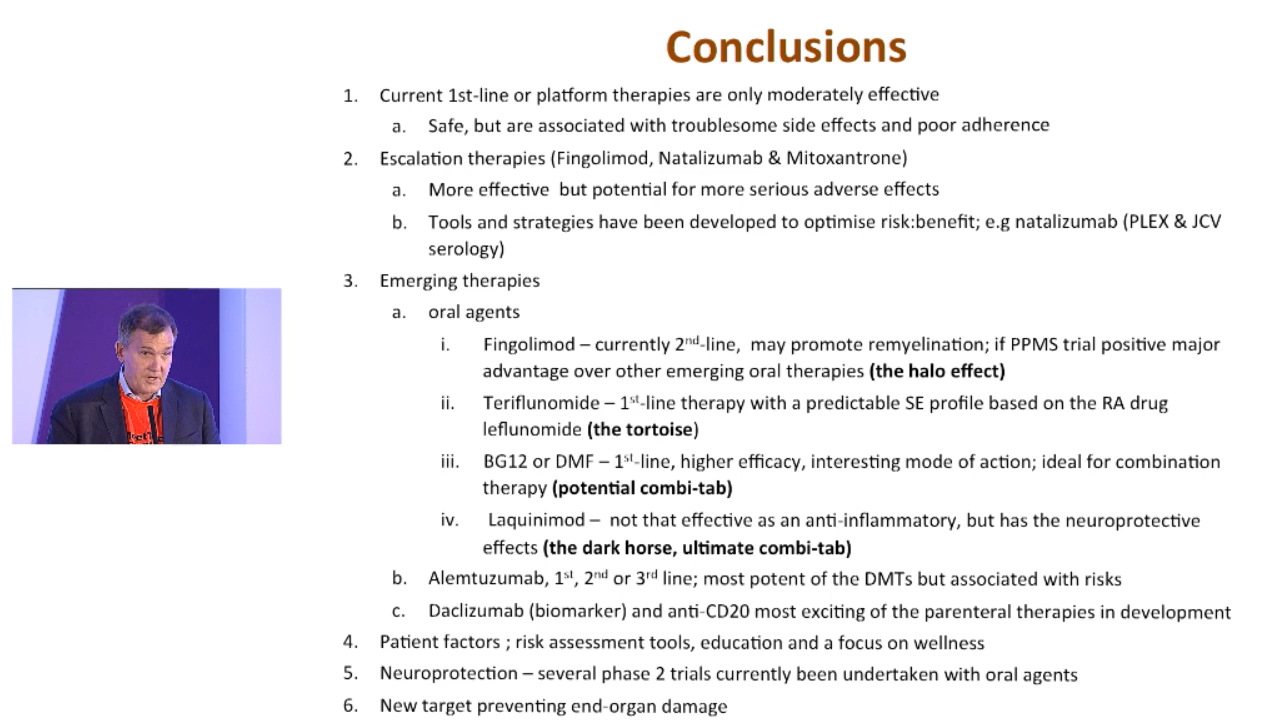 Conclusions
1. Current 1st-line or platform therapies are only moderately effective
a. Safe, but are associated with troublesome side effects and poor adherence
2. Escalation therapies (Fingolimod, Natalizumab & Mitoxantrone)
a. More effective but potential for more serious adverse effects
b. Tools and strategies have been developed to optimise risk:benefit; e.g natalizumab (PLEX & JCV
serology)
3. Emerging therapies
a. oral agents
i. Fingolimod – currently 2nd-line, may promote remyelination; if PPMS trial positive major
advantage over other emerging oral therapies (the halo effect)
ii. Teriflunomide – 1st-line therapy with a predictable SE profile based on the RA drug
leflunomide (the tortoise)
iii. BG12 or DMF – 1st-line, higher efficacy, interesting mode of action; ideal for combination
therapy (potential combi-tab)
iv. Laquinimod – not that effective as an anti-inflammatory, but has the neuroprotective
effects (the dark horse, ultimate combi-tab)
b. Alemtuzumab, 1st, 2nd or 3rd line; most potent of the DMTs but associated with risks
c. Daclizumab (biomarker) and anti-CD20 most exciting of the parenteral therapies in development
4. Patient factors ; risk assessment tools, education and a focus on wellness
5. Neuroprotection – several phase 2 trials currently been undertaken with oral agents
6. New target preventing end-organ damage